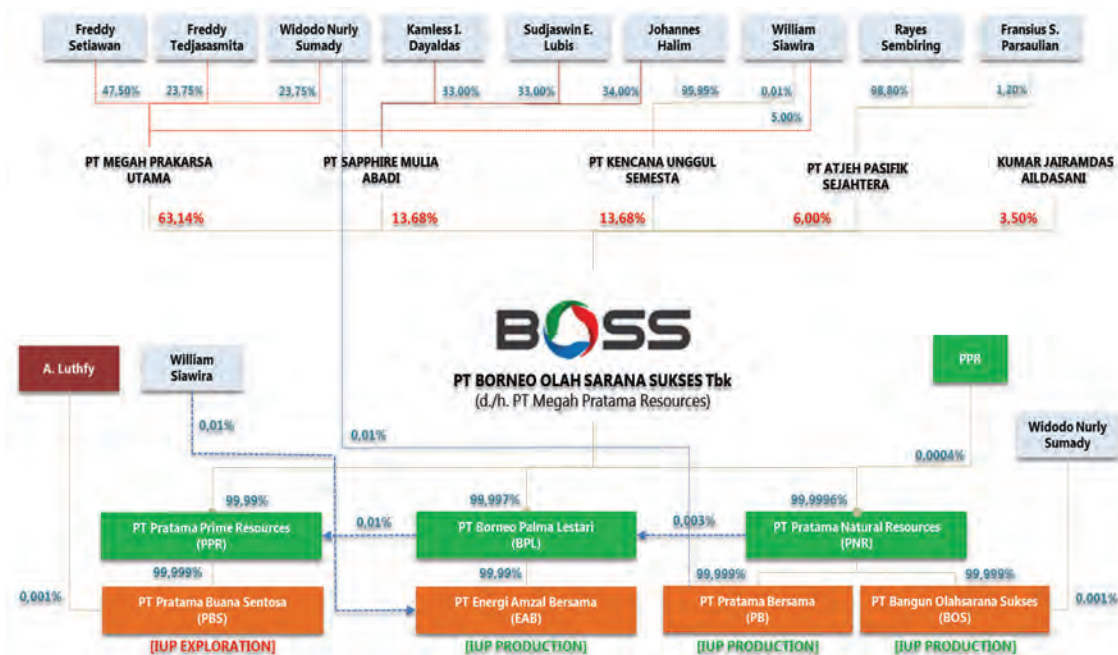 Freddy
Setiawan
Freddy
Tedjasasmita
Widodo Nurly
Sumady
Kamless I.
Dayaldas
Sudjaswin E.
Lubis
Johannes
Halim
William
Siawira
Rayes
Sembiring
Fransius S.
Parsaulian
47,50%
23,75%
23,75%
33,00%
33,00%
34,00%
99,99%
0,01%
98,80%
1,20%
5,00%
PT MEGAH PRAKARSA
UTAMA
PT SAPPHIRE MULIA
ABADI
PT KENCANA UNGGUL
SEMESTA
PT ATJEH PASIFIK
SEJAHTERA
KUMAR JAIRAMDAS
AILDASANI
63,14%
13,68%
13,68%
6,00%
3,50%
BOSS
PT BORNEO OLAH SARANA SUKSES Tbk
(d./h. PT Megah Pratama Resources)
A. Luthfy
William
Siawira
PPR
Widodo Nurly
Sumady
0,01%
0,01%
0,0004%
99,99%
99,997%
99,9996%
PT Pratama Prime Resources
(PPR)
0,01%
PT Borneo Palma Lestari
(BPL)
0,003%
PT Pratama Natural Resources
(PNR)
99,999%
99,99%
99,999%
99,999%
0,001%
PT Pratama Buana Sentosa
(PBS)
PT Energi Amzal Bersama
(EAB)
PT Pratama Bersama
(PB)
PT Bangun Olahsarana Sukses
(BOS)
0,001%
[IUP EXPLORATION]
[IUP PRODUCTION]
[IUP PRODUCTION]
[IUP PRODUCTION]